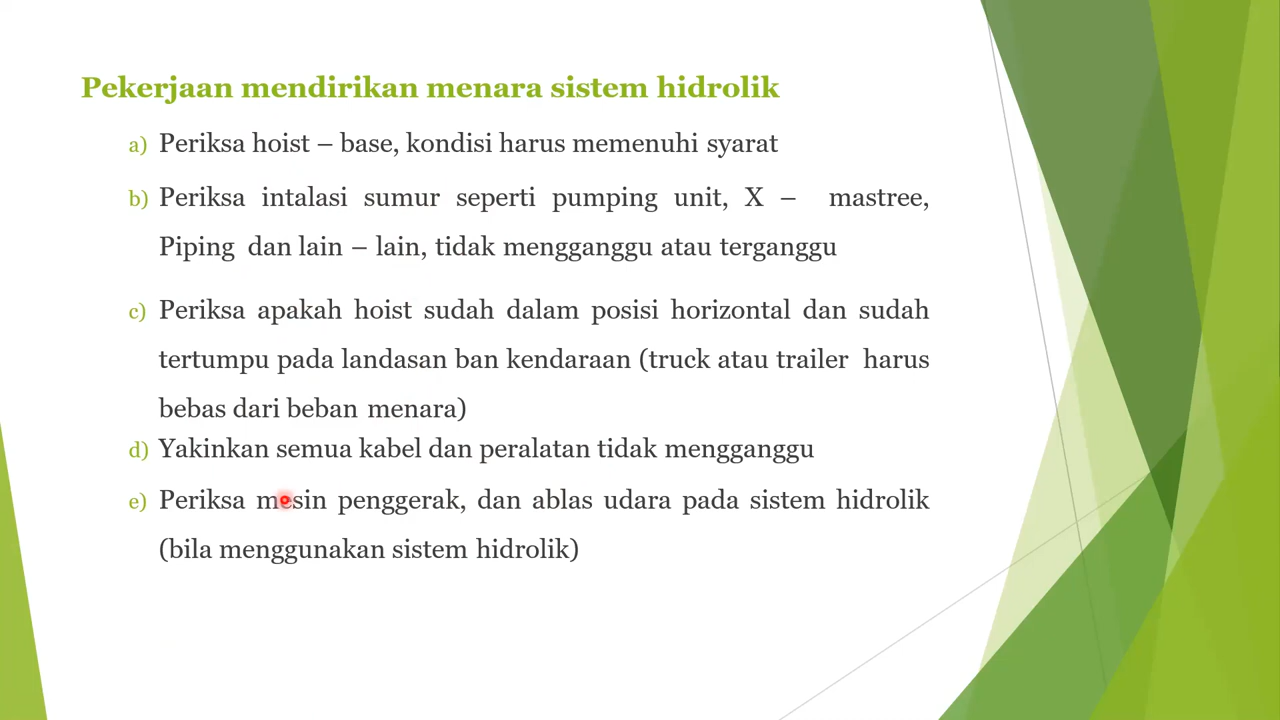 Pekerjaan mendirikan menara sistem hidrolik
a) Periksa hoist – base, kondisi harus memenuhi syarat
b) Periksa intalasi sumur seperti pumping unit, X – mastree,
Piping dan lain – lain, tidak mengganggu atau terganggu
c) Periksa apakah hoist sudah dalam posisi horizontal dan sudah
tertumpu pada landasan ban kendaraan (truck atau trailer harus
bebas dari beban menara)
d) Yakinkan semua kabel dan peralatan tidak mengganggu
e) Periksa mesin penggerak, dan ablas udara pada sistem hidrolik
(bila menggunakan sistem hidrolik)